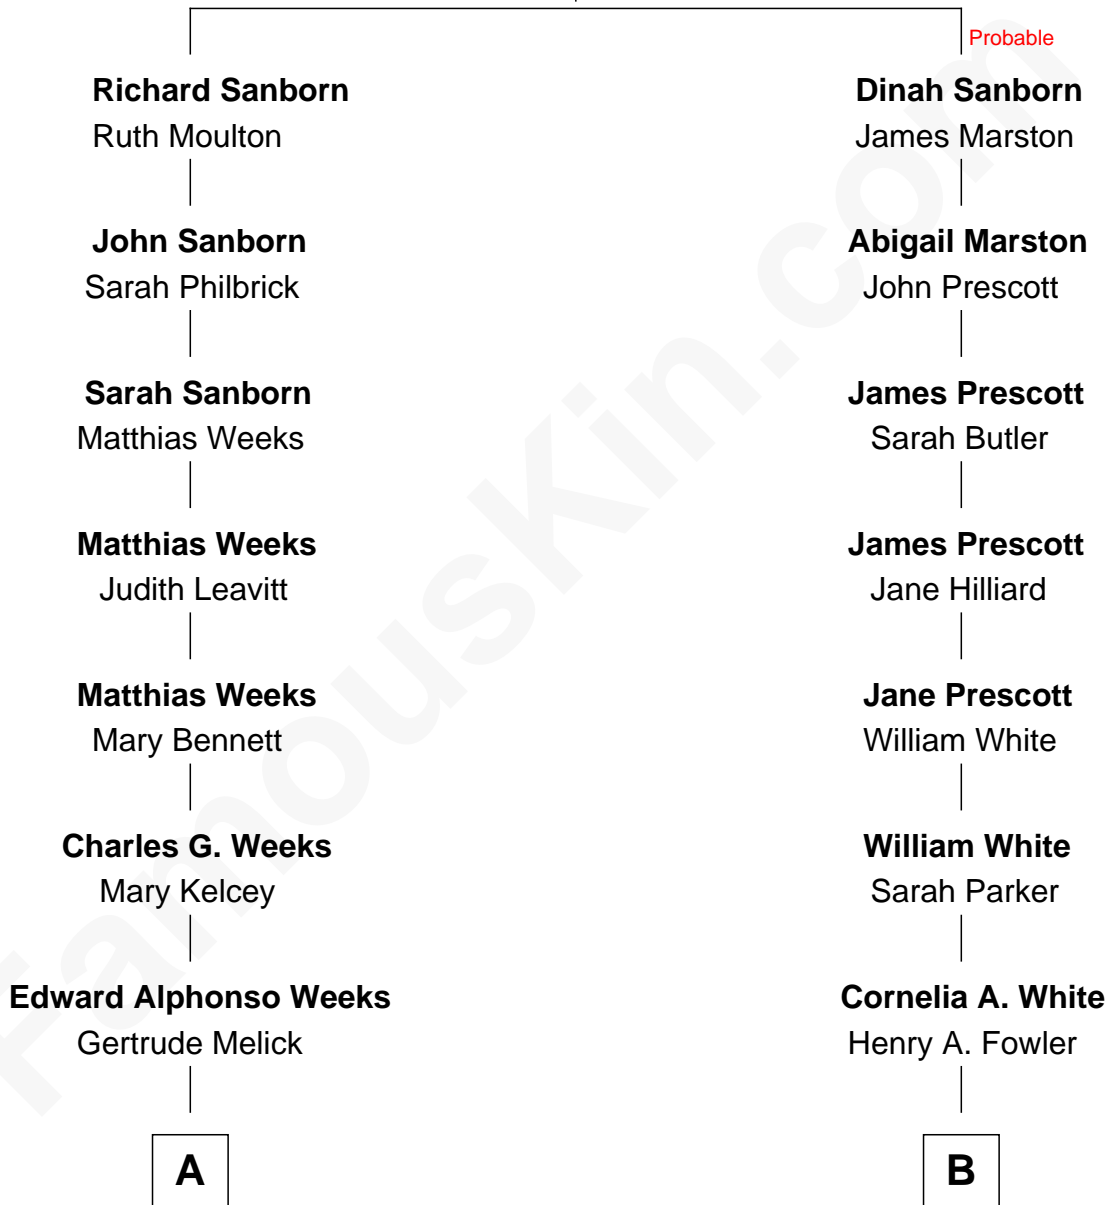 Probable
Richard Sanborn
Ruth Moulton
Dinah Sanborn
James Marston
John Sanborn
Sarah Philbrick
Abigail Marston
John Prescott
Sarah Sanborn
Matthias Weeks
James Prescott
Sarah Butler
Matthias Weeks
Judith Leavitt
James Prescott
Jane Hilliard
Matthias Weeks
Mary Bennett
Jane Prescott
William White
Charles G. Weeks
Mary Kelcey
William White
Sarah Parker
Edward Alphonso Weeks
Gertrude Melick
Cornelia A. White
Henry A. Fowler
A
B
FamousKin.com